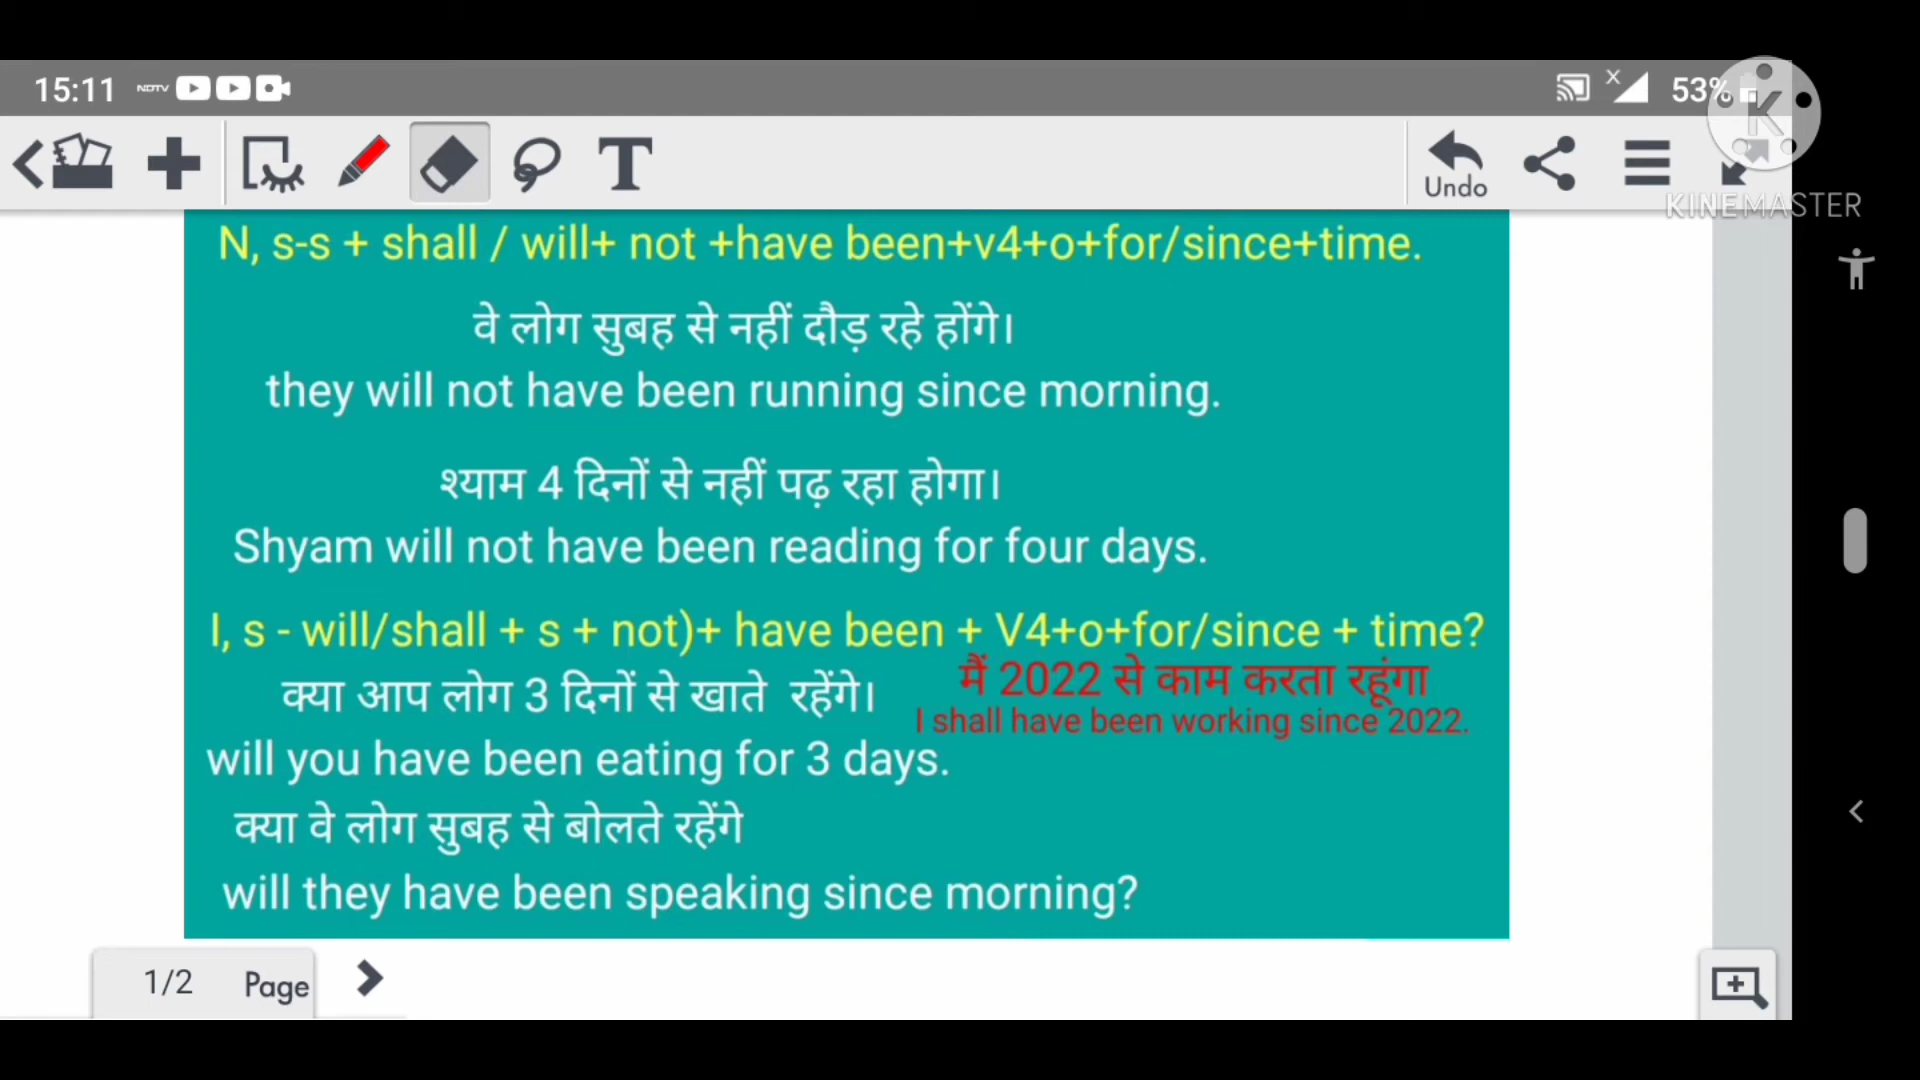 15:11 NDTV 53%
KINEMASTER
Undo
N, s-s + shall / will+ not +have been+v4+o+for/since+time.
वे लोग सुबह से नहीं दौड़ रहे होंगे।
they will not have been running since morning.
श्याम 4 दिनों से नहीं पढ़ रहा होगा।
Shyam will not have been reading for four days.
I, s - will/shall + s + not)+ have been + V4+o+for/since + time?
क्या आप लोग 3 दिनों से खाते रहेंगे।
मैं 2022 से काम करता रहूंगा
I shall have been working since 2022.
will you have been eating for 3 days.
क्या वे लोग सुबह से बोलते रहेंगे
will they have been speaking since morning?
1/2 Page